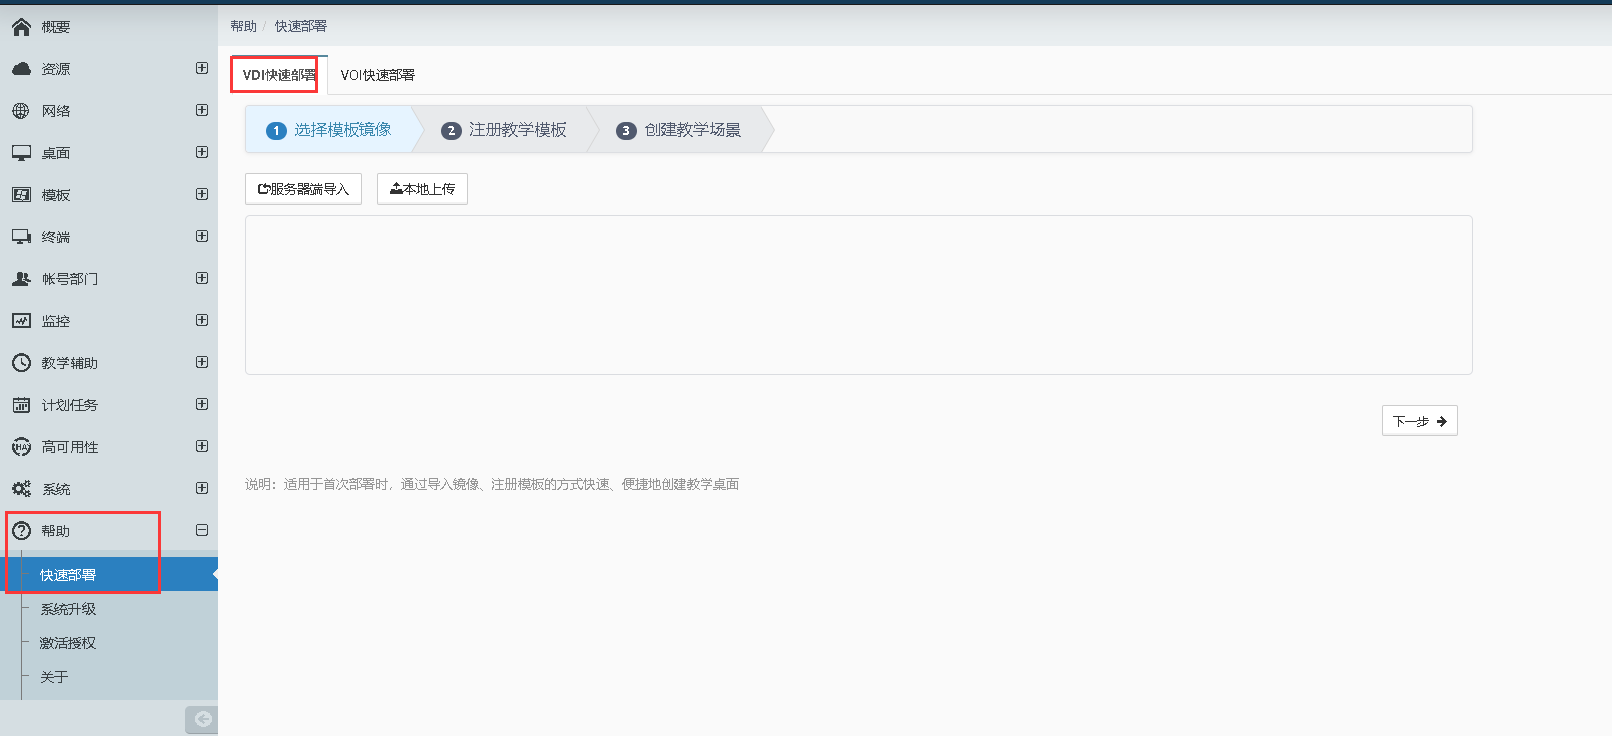 概要
资源
网络
桌面
模板
终端
帐号部门
监控
教学辅助
计划任务
HA 高可用性
系统
帮助
快速部署
系统升级
激活授权
关于
帮助 / 快速部署
VDI快速部署 VOI快速部署
1 选择模板镜像 2 注册教学模板 3 创建教学场景
服务器端导入 本地上传
下一步
说明：适用于首次部署时，通过导入镜像、注册模板的方式快速、便捷地创建教学桌面